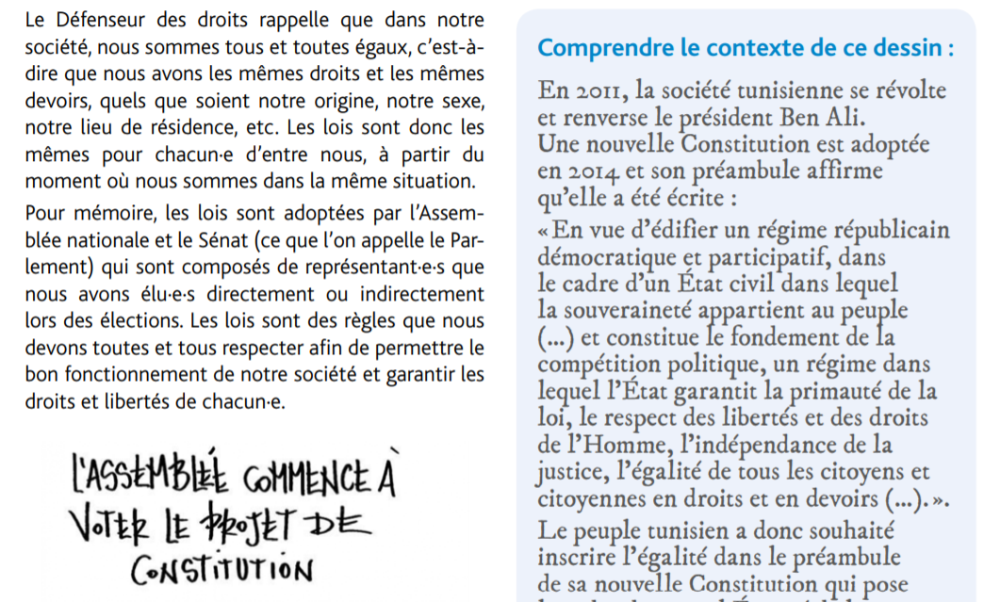 Le Défenseur des droits rappelle que dans notre
société, nous sommes tous et toutes égaux, c'est-à-
dire que nous avons les mêmes droits et les mêmes
devoirs, quels que soient notre origine, notre sexe,
notre lieu de résidence, etc. Les lois sont donc les
mêmes pour chacun·e d'entre nous, à partir du
moment où nous sommes dans la même situation.
Pour mémoire, les lois sont adoptées par l'Assem-
blée nationale et le Sénat (ce que l'on appelle le Par-
lement) qui sont composés de représentant·e·s que
nous avons élu·e·s directement ou indirectement
lors des élections. Les lois sont des règles que nous
devons toutes et tous respecter afin de permettre le
bon fonctionnement de notre société et garantir les
droits et libertés de chacun·e.
L'ASSEMBLÉE COMMENCE À
VOTER LE PROJET DE
CONSTITUTION
Comprendre le contexte de ce dessin :
En 2011, la société tunisienne se révolte
et renverse le président Ben Ali.
Une nouvelle Constitution est adoptée
en 2014 et son préambule affirme
qu'elle a été écrite :
« En vue d'édifier un régime républicain
démocratique et participatif, dans
le cadre d'un État civil dans lequel
la souveraineté appartient au peuple
(...) et constitue le fondement de la
compétition politique, un régime dans
lequel l'État garantit la primauté de la
loi, le respect des libertés et des droits
de l'Homme, l'indépendance de la
justice, l'égalité de tous les citoyens et
citoyennes en droits et en devoirs (...). ».
Le peuple tunisien a donc souhaité
inscrire l'égalité dans le préambule
de sa nouvelle Constitution qui pose